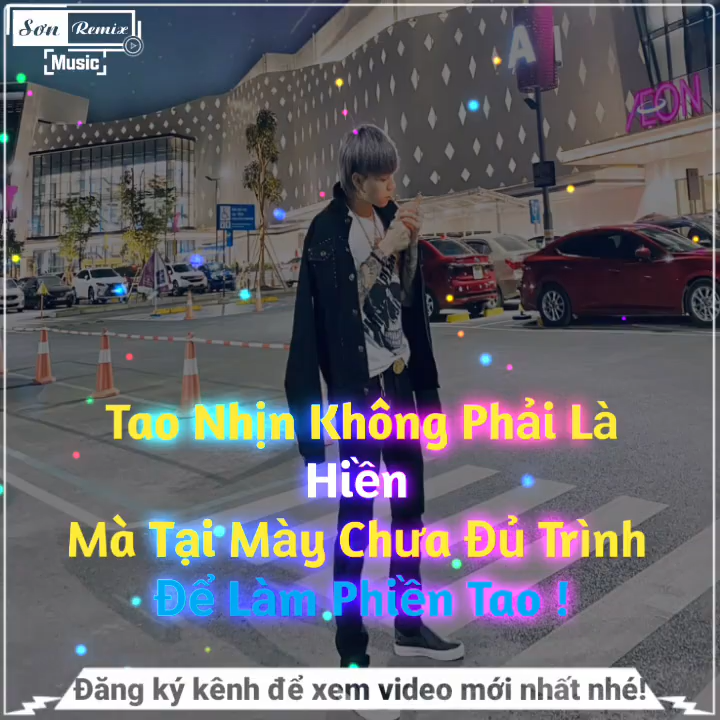 Sơn Remix
Music
A
ÆON
Tao Nhịn Không Phải Là
Hiền
Mà Tại Mày Chưa Đủ Trình
Để Làm Phiền Tao !
Đăng ký kênh để xem video mới nhất nhé!